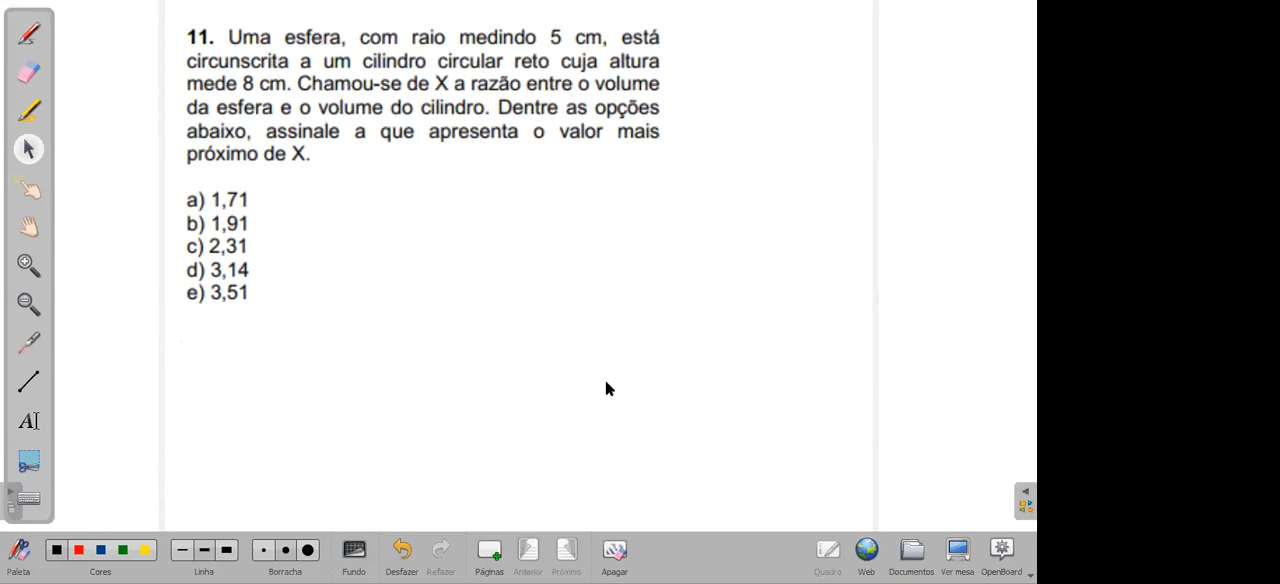 11. Uma esfera, com raio medindo 5 cm, está
circunscrita a um cilindro circular reto cuja altura
mede 8 cm. Chamou-se de X a razão entre o volume
da esfera e o volume do cilindro. Dentre as opções
abaixo, assinale a que apresenta o valor mais
próximo de X.
a) 1,71
b) 1,91
c) 2,31
d) 3,14
e) 3,51
AI
Paleta
Cores
Linha
Borracha
Fundo
Desfazer
Refazer
Páginas
Anterior
Próximo
Apagar
Quadro
Web
Documentos
Ver mesa
OpenBoard